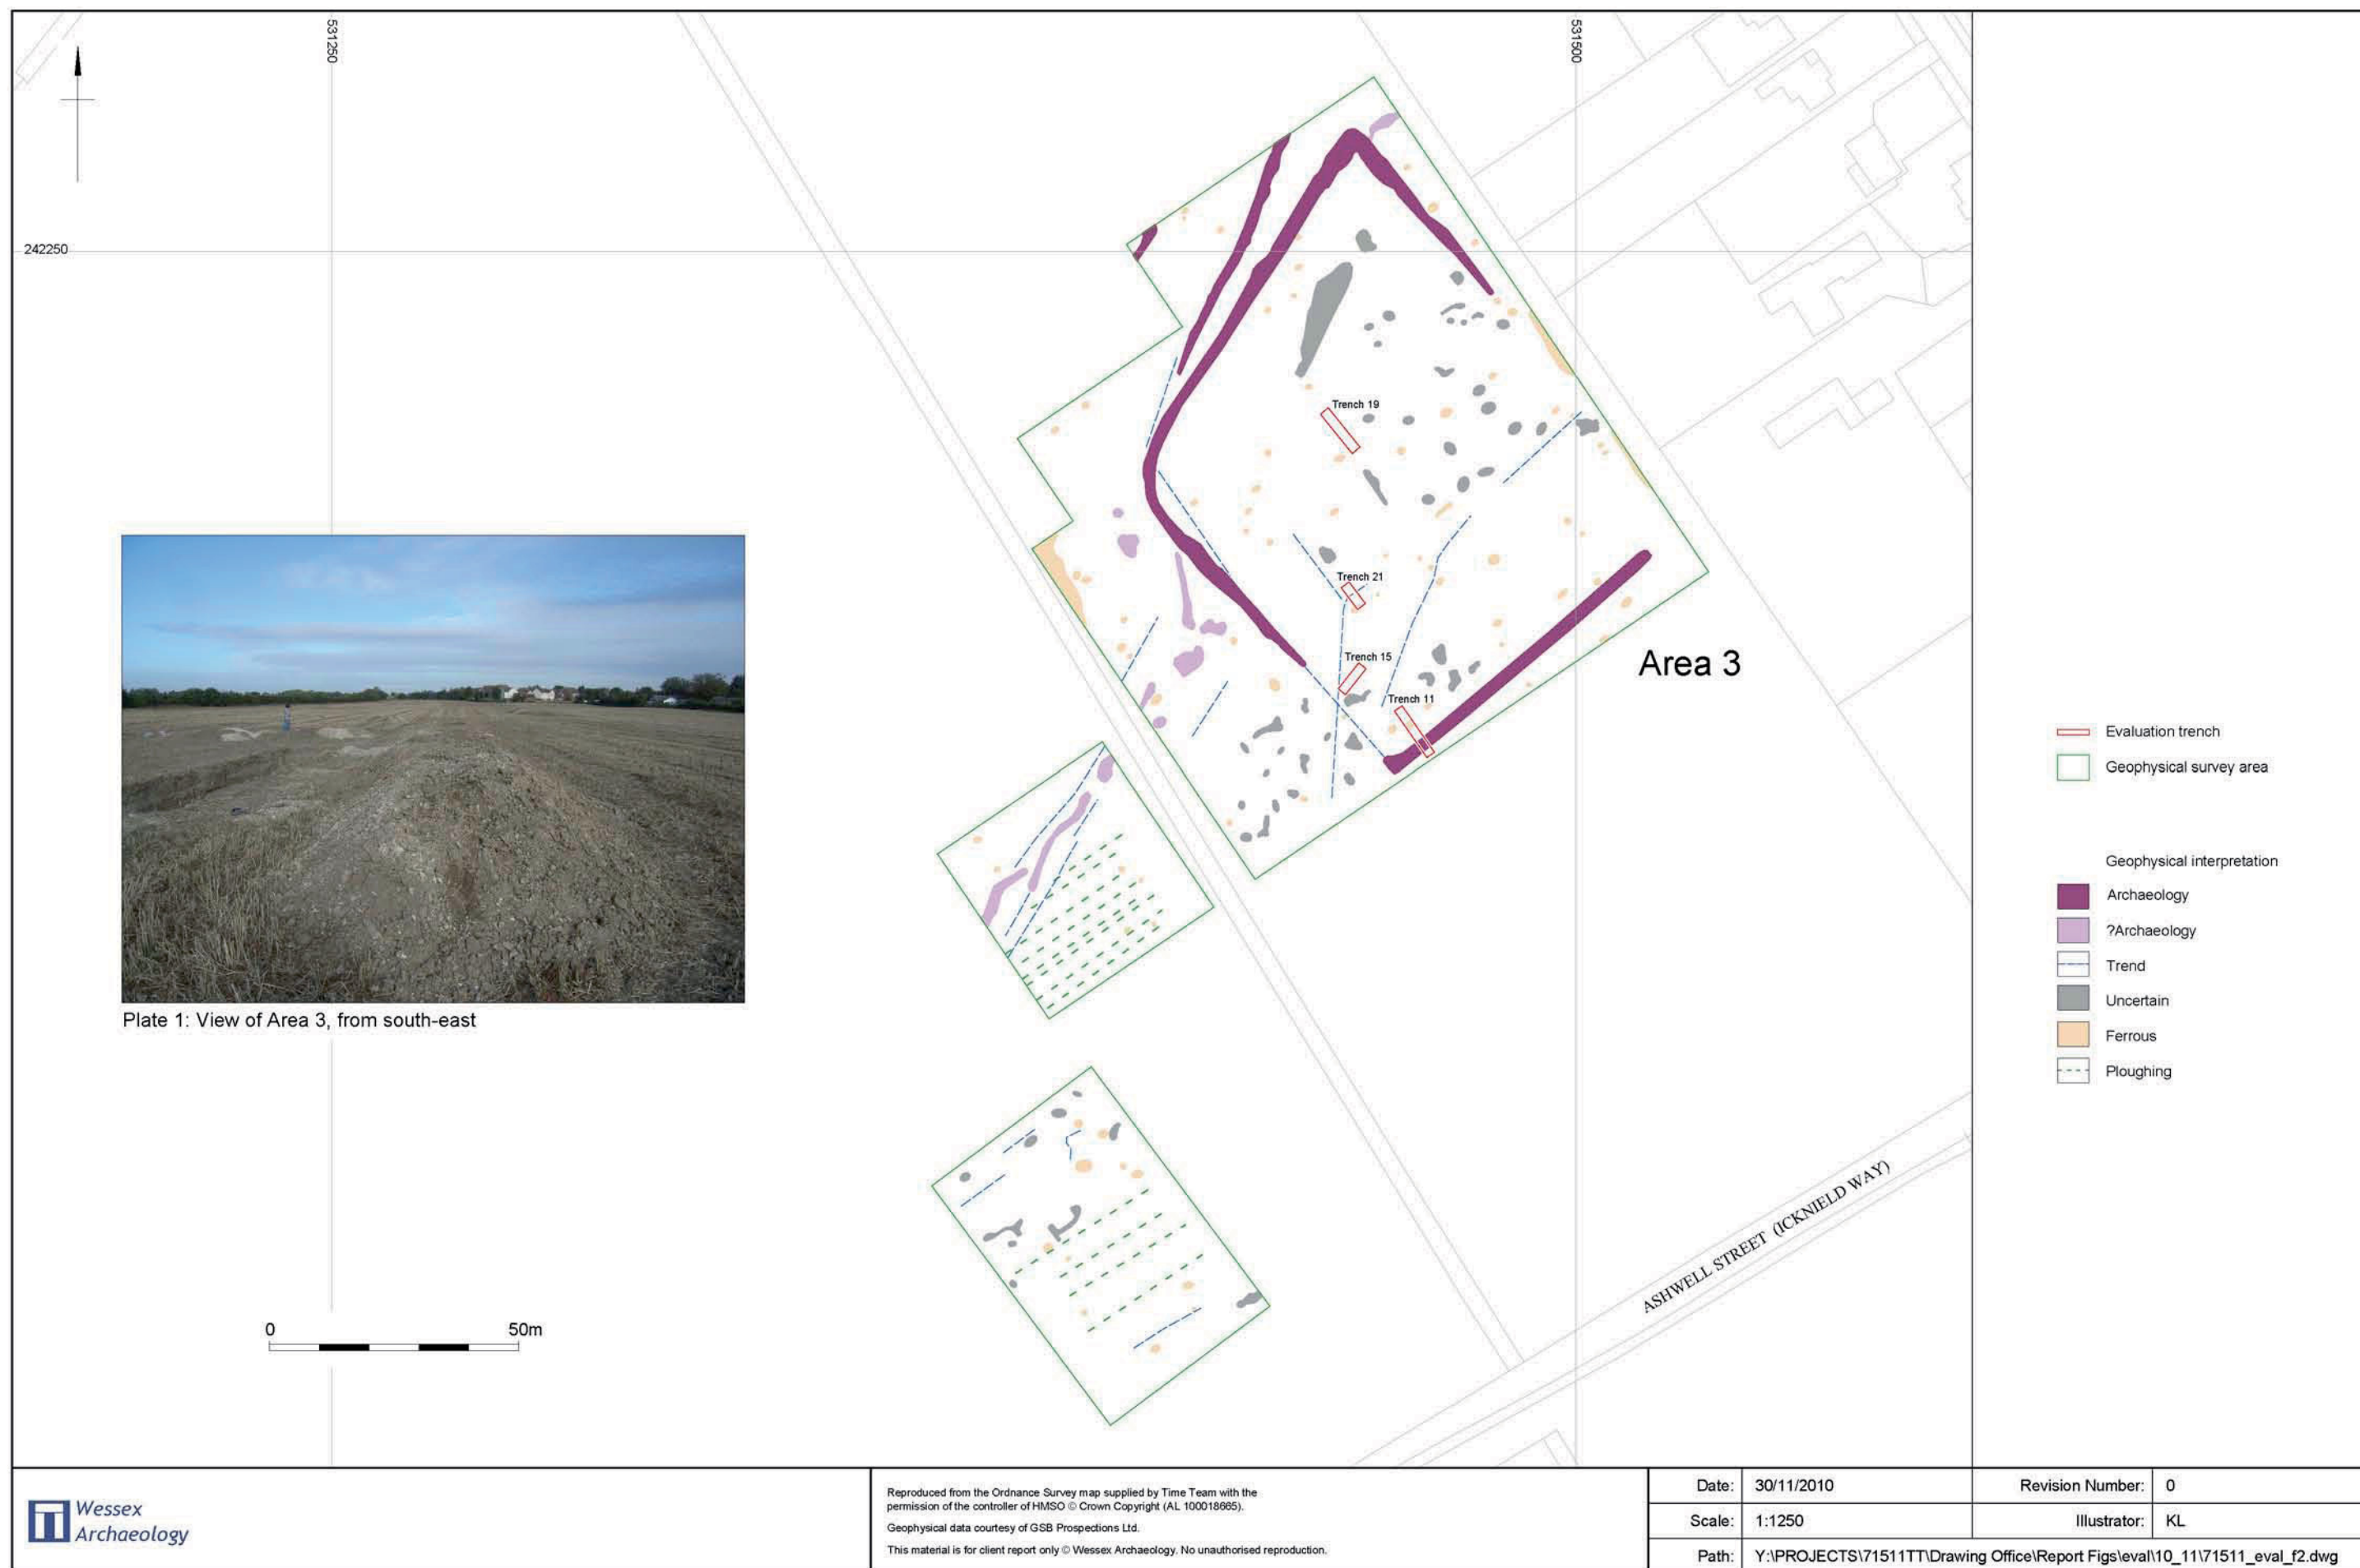 531250
531500
242250
Trench 19
Trench 21
Trench 15
Trench 11
Area 3
Plate 1: View of Area 3, from south-east
0 50m
ASHWELL STREET (ICKNIELD WAY)
Evaluation trench
Geophysical survey area
Geophysical interpretation
Archaeology
?Archaeology
Trend
Uncertain
Ferrous
Ploughing
Wessex
Archaeology
Reproduced from the Ordnance Survey map supplied by Time Team with the
permission of the controller of HMSO © Crown Copyright (AL 100018665).
Geophysical data courtesy of GSB Prospections Ltd.
This material is for client report only © Wessex Archaeology. No unauthorised reproduction.
Date: 30/11/2010 Revision Number: 0
Scale: 1:1250 Illustrator: KL
Path: Y:\PROJECTS\71511TT\Drawing Office\Report Figs\eval\10_11\71511_eval_f2.dwg